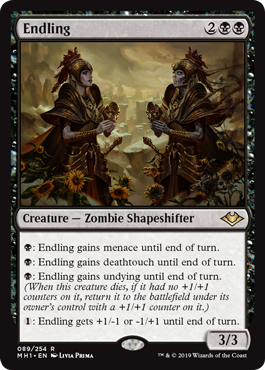 Endling 2
Creature — Zombie Shapeshifter
: Endling gains menace until end of turn.
: Endling gains deathtouch until end of turn.
: Endling gains undying until end of turn.
(When this creature dies, if it had no +1/+1
counters on it, return it to the battlefield under its
owner's control with a +1/+1 counter on it.)
1: Endling gets +1/-1 or -1/+1 until end of turn.
3/3
089/254 R
MH1 • EN LIVIA PRIMA
™ & © 2019 Wizards of the Coast